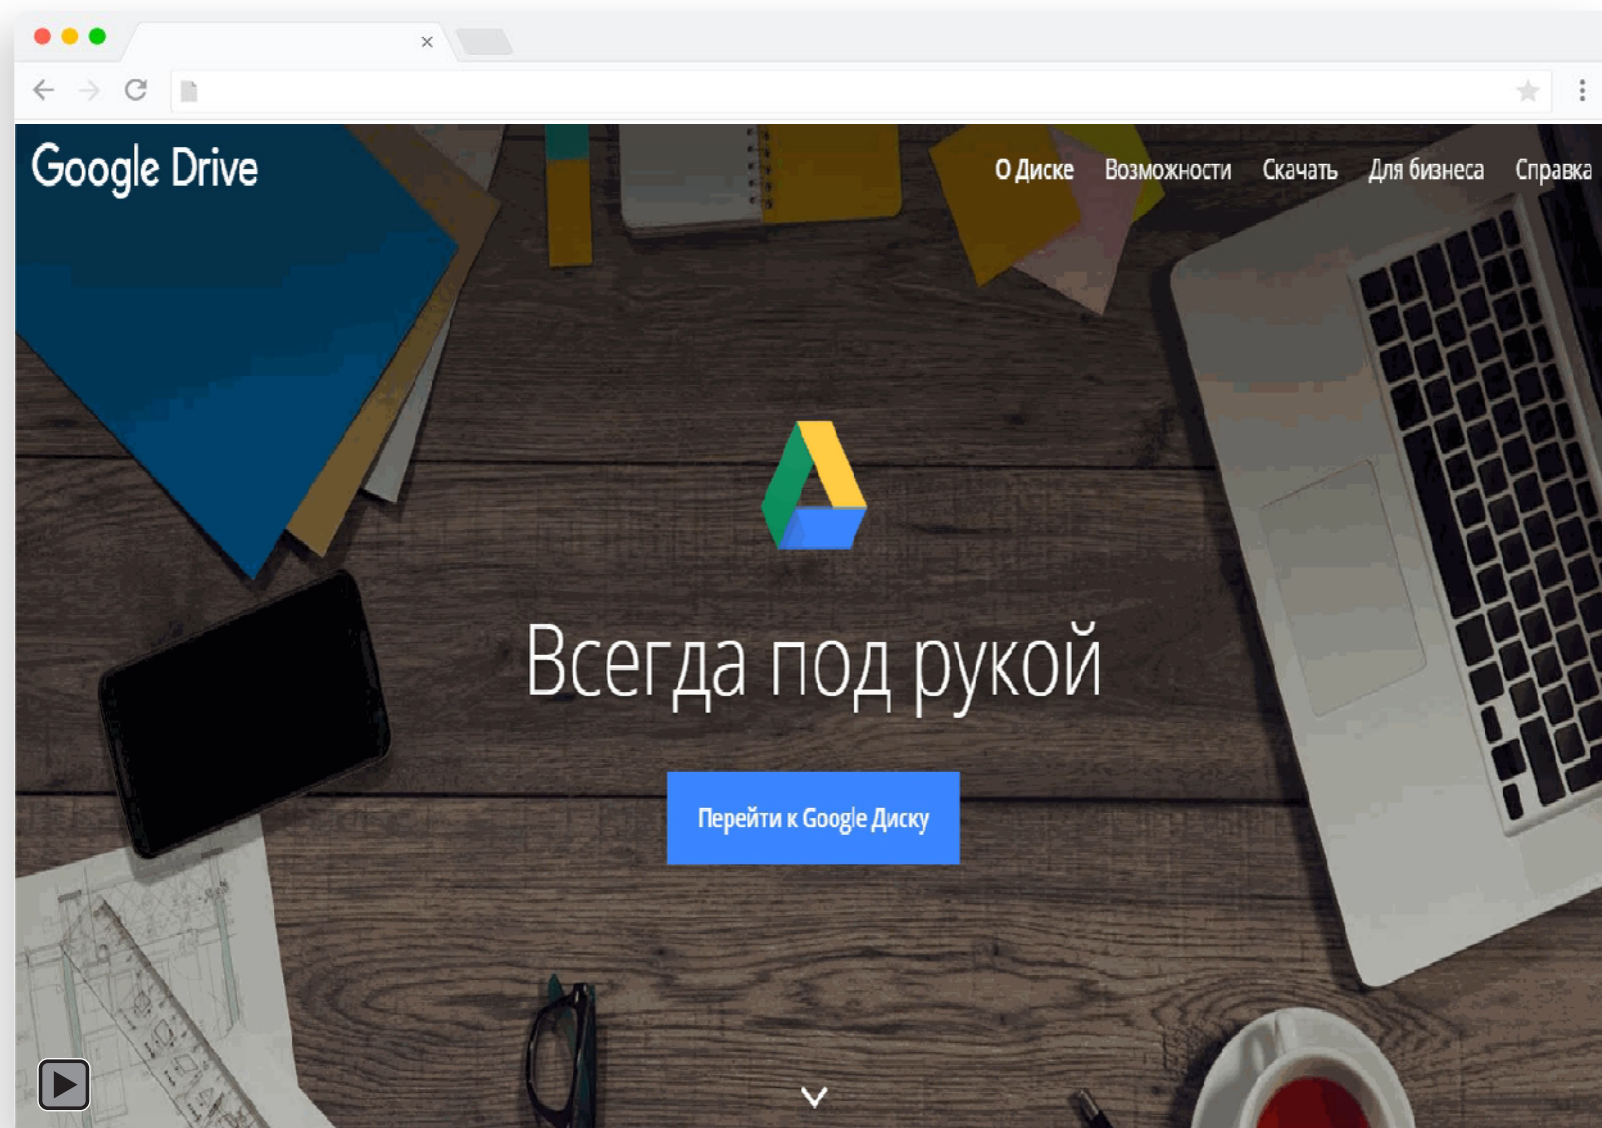 Google Drive
О Диске Возможности Скачать Для бизнеса Справка
Всегда под рукой
Перейти к Google Диску